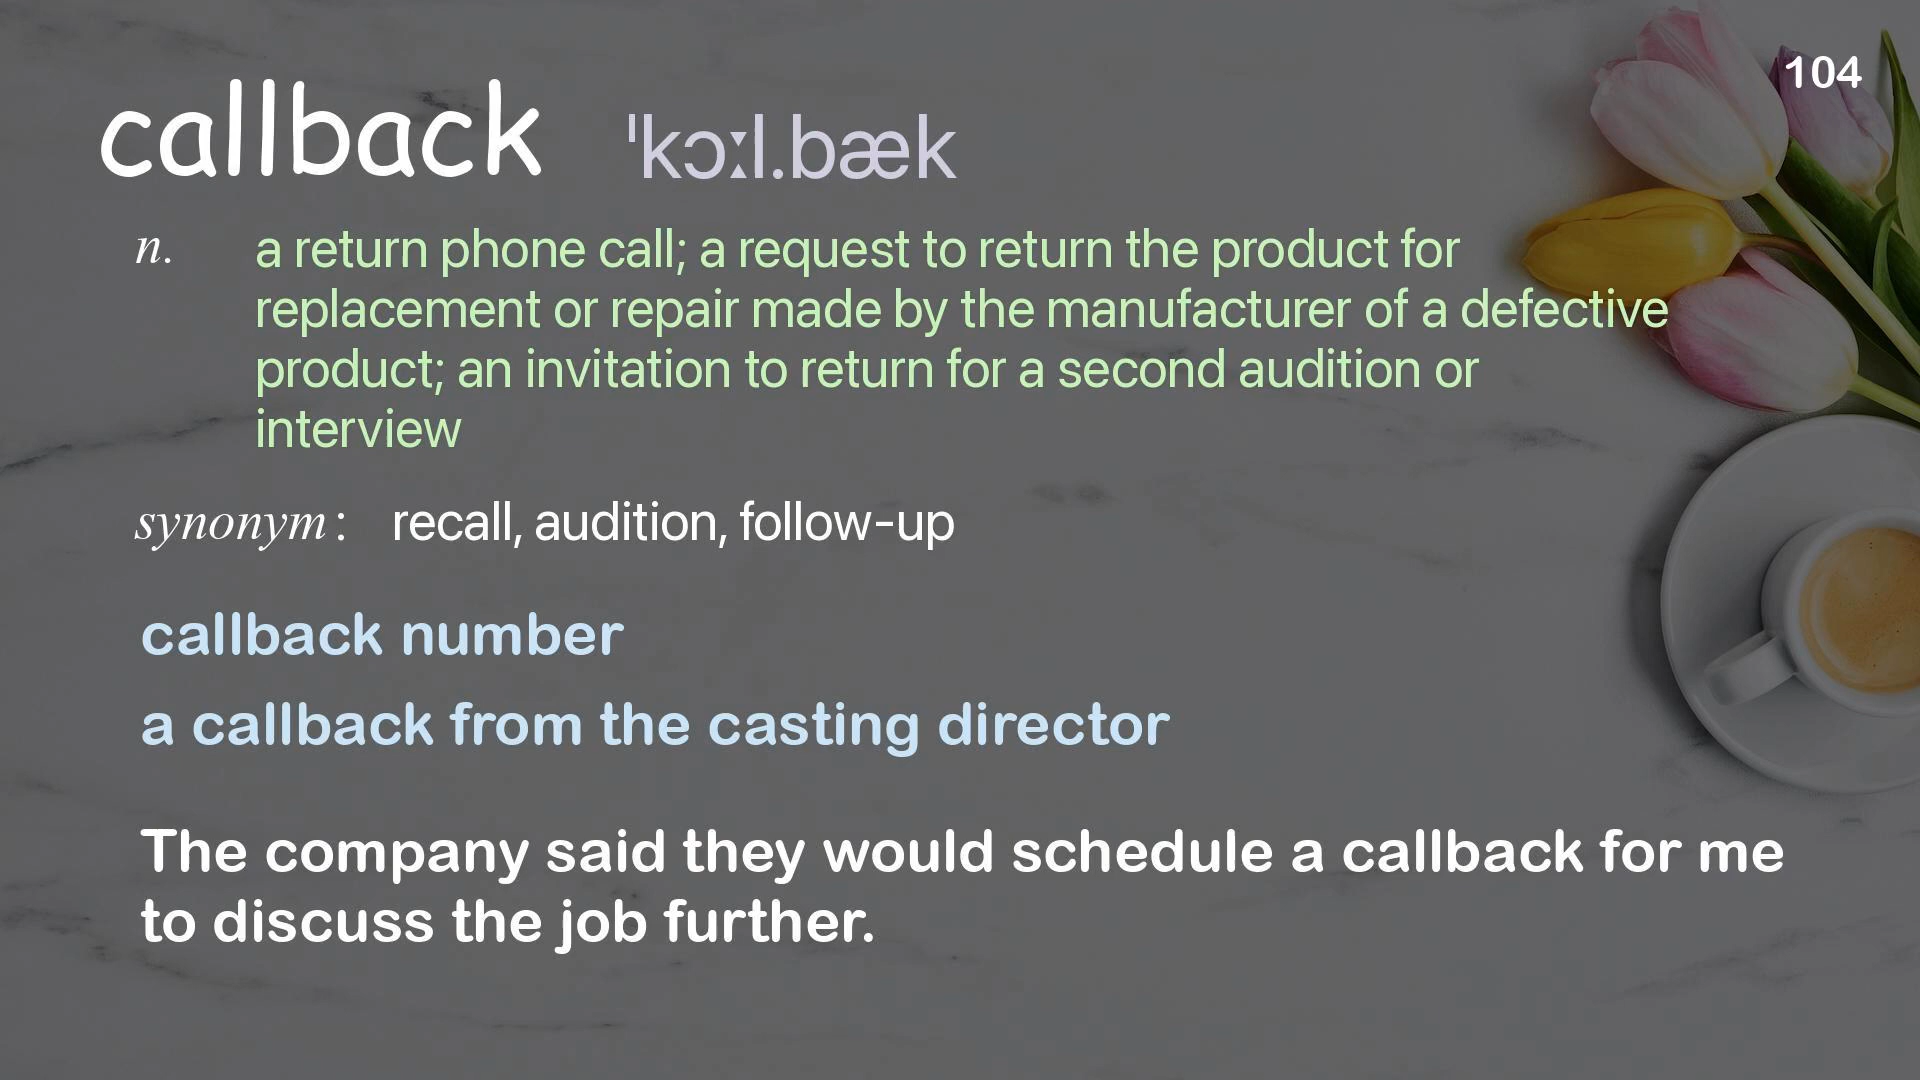 104
callback ˈkɔːl.bæk
n. a return phone call; a request to return the product for
replacement or repair made by the manufacturer of a defective
product; an invitation to return for a second audition or
interview
synonym: recall, audition, follow-up
callback number
a callback from the casting director
The company said they would schedule a callback for me
to discuss the job further.